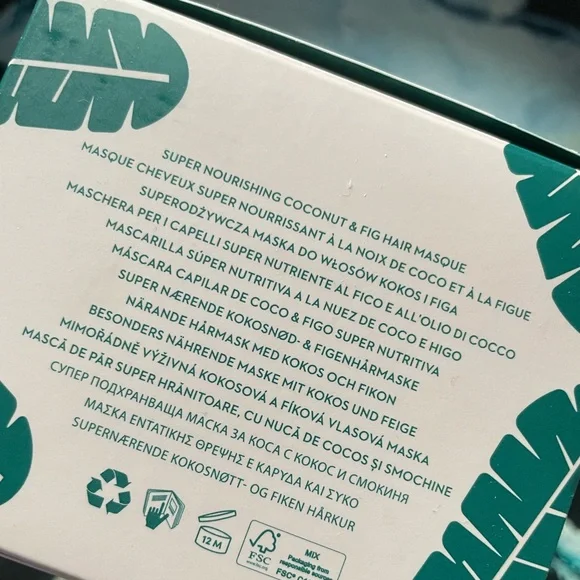 SUPER NOURISHING COCONUT & FIG HAIR MASQUE
MASQUE CHEVEUX SUPER NOURRISSANT À LA NOIX DE COCO ET À LA FIGUE
SUPERODŻYWCZA MASKA DO WŁOSÓW KOKOS I FIGA
MASCHERA PER I CAPELLI SUPER NUTRIENTE AL FICO E ALL'OLIO DI COCCO
MASCARILLA SÚPER NUTRITIVA A LA NUEZ DE COCO E HIGO
MÁSCARA CAPILAR DE COCO & FIGO SUPER NUTRITIVA
SUPER NÆRENDE KOKOSNØD- & FIGENHÅRMASKE
NÄRANDE HÅRMASK MED KOKOS OCH FIKON
BESONDERS NÄHRENDE MASKE MIT KOKOS UND FEIGE
MIMOŘÁDNĚ VÝŽIVNÁ KOKOSOVÁ A FÍKOVÁ VLASOVÁ MASKA
MASCĂ DE PĂR SUPER HRĂNITOARE, CU NUCĂ DE COCOS ȘI SMOCHINE
СУПЕР ПОДХРАНВАЩА МАСКА ЗА КОСА С КОКОС И СМОКИНЯ
ΜΑΣΚΑ ΕΝΤΑΤΙΚΗΣ ΘΡΕΨΗΣ Ε ΚΑΡΥΔΑ ΚΑΙ ΣΥΚΟ
SUPERNÆRENDE KOKOSNØTT- OG FIKEN HÅRKUR
12 M
FSC
MIX
Packaging from
responsible sources
FSC®